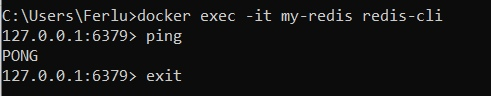 C:\Users\Ferlu>docker exec -it my-redis redis-cli
127.0.0.1:6379> ping
PONG
127.0.0.1:6379> exit